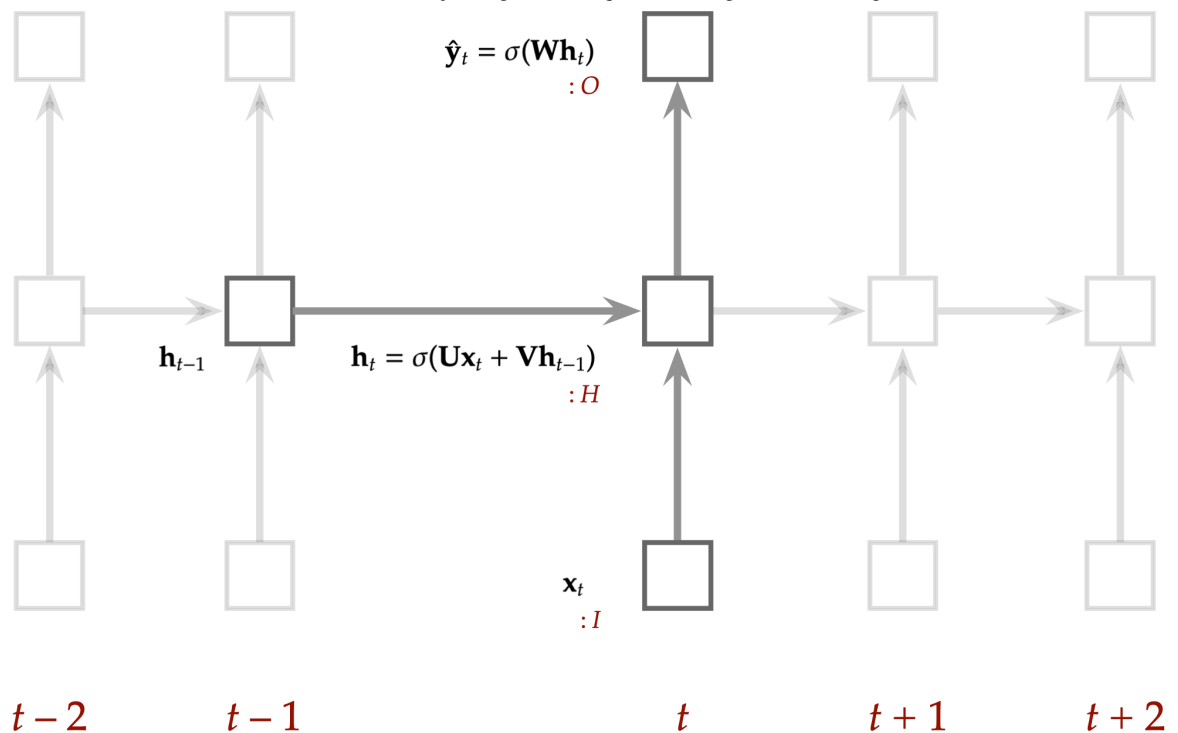 ŷ_t = σ(Wh_t)
: O
h_{t−1}
h_t = σ(Ux_t + Vh_{t−1})
: H
x_t
: I
t − 2 t − 1 t t + 1 t + 2